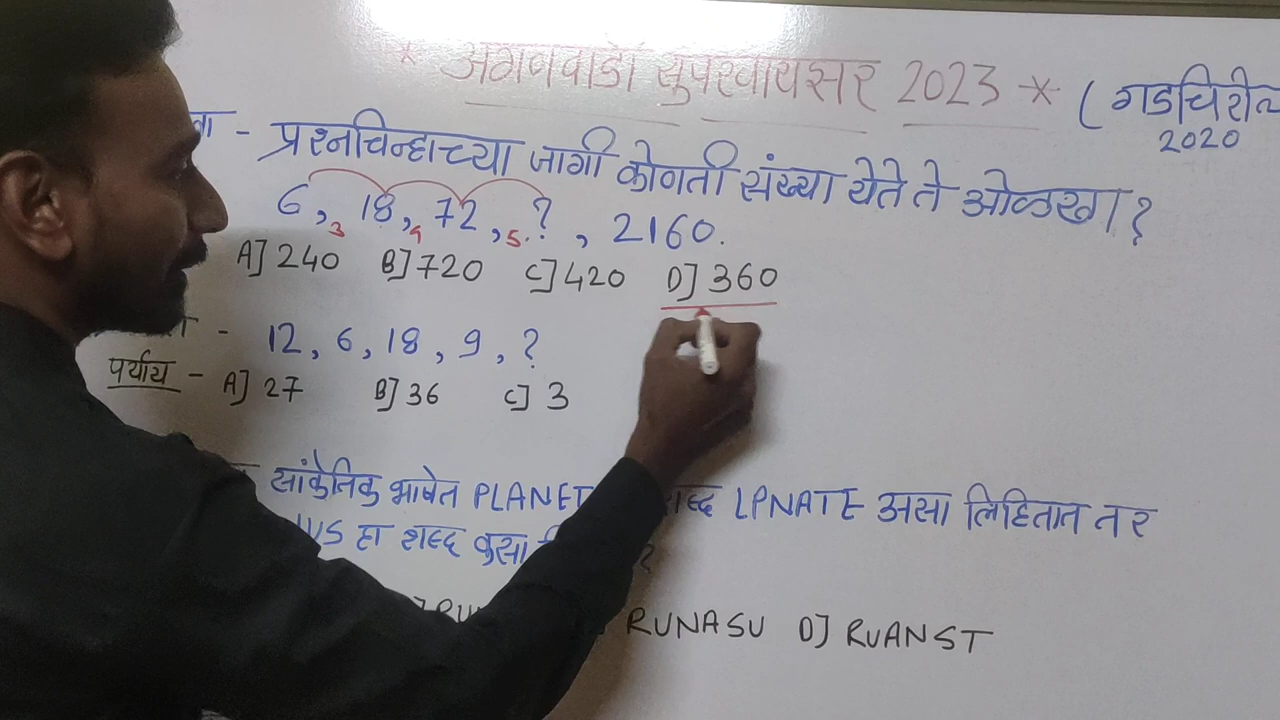 * अंगणवाडी सुपरवायसर 2023 *
(गडचिरोल
2020
- प्रश्नचिन्हाच्या जागी कोणती संख्या येते ते ओळखा?
6, 18, 72, ?, 2160.
3 4 5.
A] 240 B] 720 C] 420 D] 360
- 12, 6, 18, 9, ?
पर्याय - A] 27 B] 36 C] 3
सांकेतिक भाषेत PLANET शब्द LPNATE असा लिहितात तर
US हा शब्द कसा ?
RUNASU D] RUANST